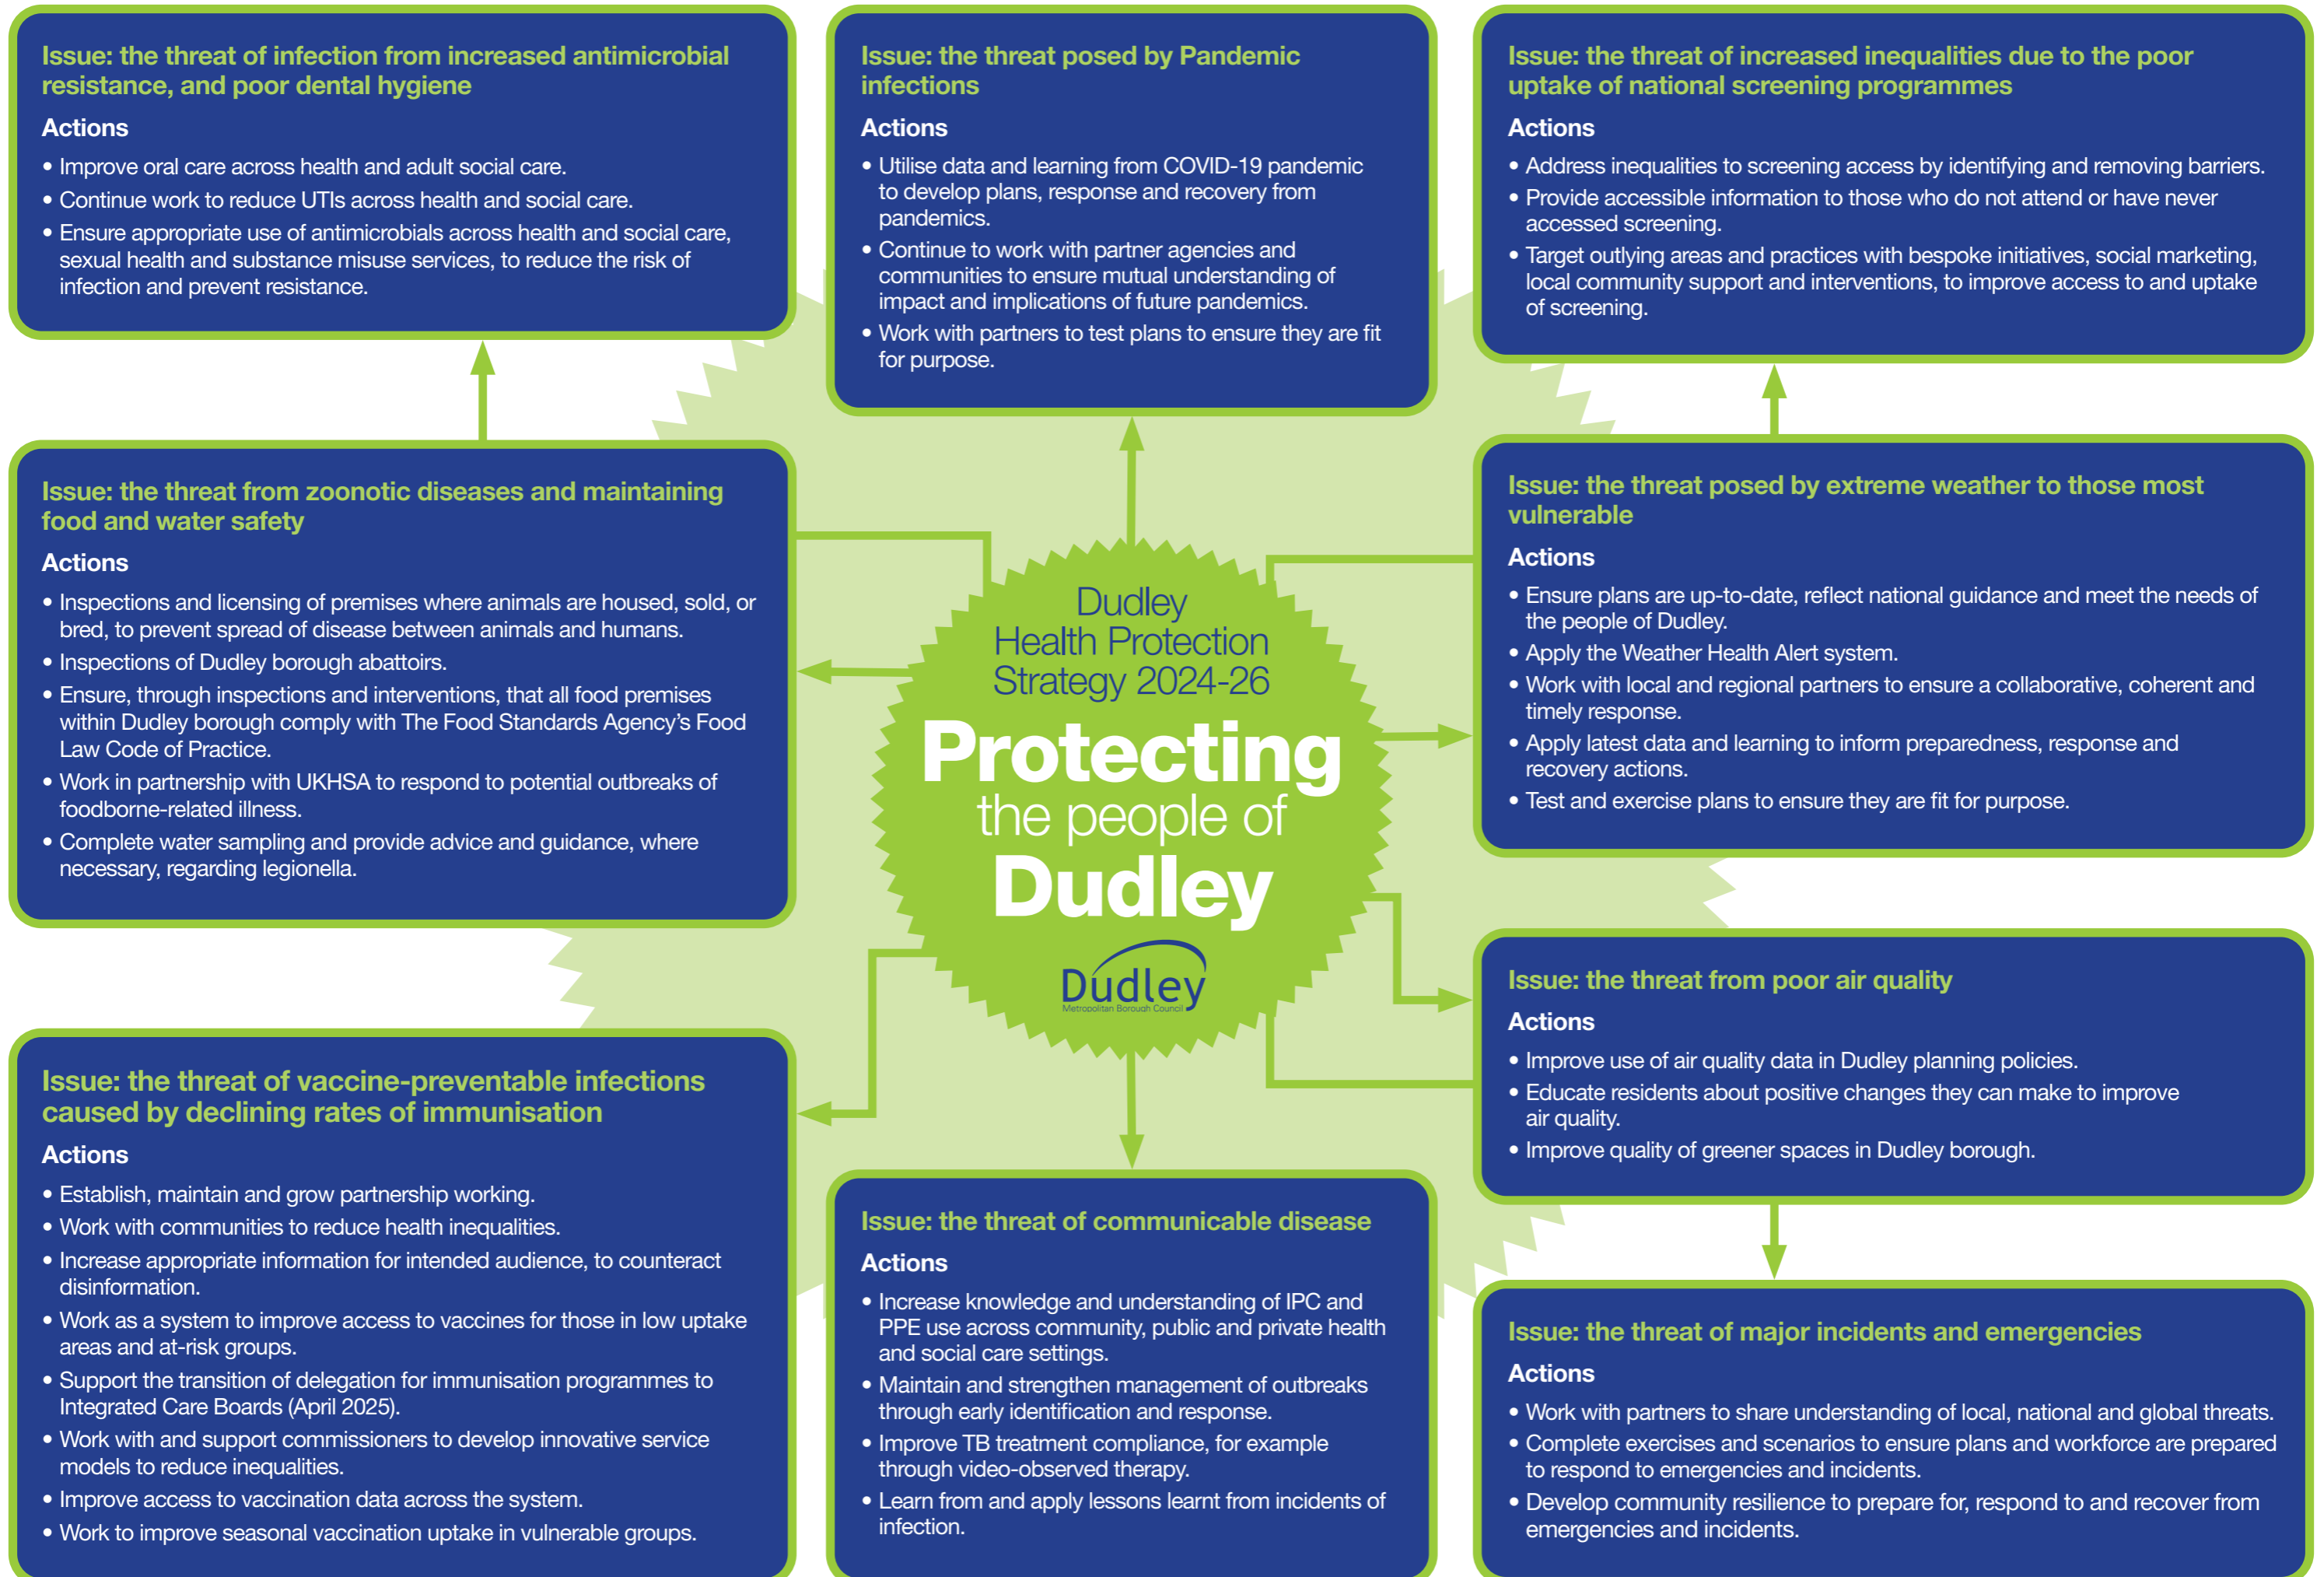 Issue: the threat of infection from increased antimicrobial
resistance, and poor dental hygiene
Actions
• Improve oral care across health and adult social care.
• Continue work to reduce UTIs across health and social care.
• Ensure appropriate use of antimicrobials across health and social care,
sexual health and substance misuse services, to reduce the risk of
infection and prevent resistance.
Issue: the threat posed by Pandemic
infections
Actions
• Utilise data and learning from COVID-19 pandemic
to develop plans, response and recovery from
pandemics.
• Continue to work with partner agencies and
communities to ensure mutual understanding of
impact and implications of future pandemics.
• Work with partners to test plans to ensure they are fit
for purpose.
Issue: the threat of increased inequalities due to the poor
uptake of national screening programmes
Actions
• Address inequalities to screening access by identifying and removing barriers.
• Provide accessible information to those who do not attend or have never
accessed screening.
• Target outlying areas and practices with bespoke initiatives, social marketing,
local community support and interventions, to improve access to and uptake
of screening.
Issue: the threat from zoonotic diseases and maintaining
food and water safety
Actions
• Inspections and licensing of premises where animals are housed, sold, or
bred, to prevent spread of disease between animals and humans.
• Inspections of Dudley borough abattoirs.
• Ensure, through inspections and interventions, that all food premises
within Dudley borough comply with The Food Standards Agency's Food
Law Code of Practice.
• Work in partnership with UKHSA to respond to potential outbreaks of
foodborne-related illness.
• Complete water sampling and provide advice and guidance, where
necessary, regarding legionella.
Dudley
Health Protection
Strategy 2024-26
Protecting
the people of
Dudley
Dudley
Metropolitan Borough Council
Issue: the threat posed by extreme weather to those most
vulnerable
Actions
• Ensure plans are up-to-date, reflect national guidance and meet the needs of
the people of Dudley.
• Apply the Weather Health Alert system.
• Work with local and regional partners to ensure a collaborative, coherent and
timely response.
• Apply latest data and learning to inform preparedness, response and
recovery actions.
• Test and exercise plans to ensure they are fit for purpose.
Issue: the threat from poor air quality
Actions
• Improve use of air quality data in Dudley planning policies.
• Educate residents about positive changes they can make to improve
air quality.
• Improve quality of greener spaces in Dudley borough.
Issue: the threat of vaccine-preventable infections
caused by declining rates of immunisation
Actions
• Establish, maintain and grow partnership working.
• Work with communities to reduce health inequalities.
• Increase appropriate information for intended audience, to counteract
disinformation.
• Work as a system to improve access to vaccines for those in low uptake
areas and at-risk groups.
• Support the transition of delegation for immunisation programmes to
Integrated Care Boards (April 2025).
• Work with and support commissioners to develop innovative service
models to reduce inequalities.
• Improve access to vaccination data across the system.
• Work to improve seasonal vaccination uptake in vulnerable groups.
Issue: the threat of communicable disease
Actions
• Increase knowledge and understanding of IPC and
PPE use across community, public and private health
and social care settings.
• Maintain and strengthen management of outbreaks
through early identification and response.
• Improve TB treatment compliance, for example
through video-observed therapy.
• Learn from and apply lessons learnt from incidents of
infection.
Issue: the threat of major incidents and emergencies
Actions
• Work with partners to share understanding of local, national and global threats.
• Complete exercises and scenarios to ensure plans and workforce are prepared
to respond to emergencies and incidents.
• Develop community resilience to prepare for, respond to and recover from
emergencies and incidents.